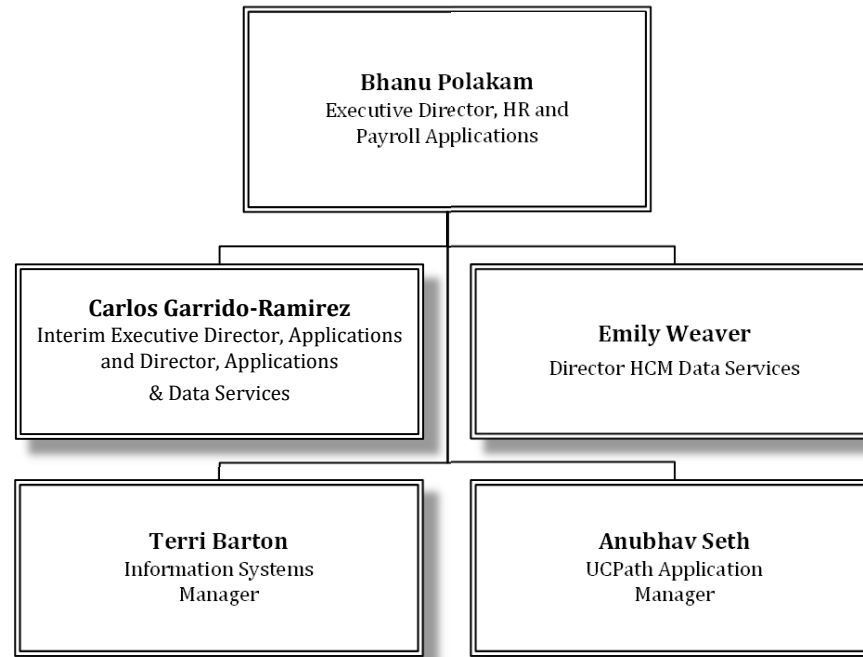 Bhanu Polakam
Executive Director, HR and
Payroll Applications
Carlos Garrido-Ramirez
Interim Executive Director, Applications
and Director, Applications
& Data Services
Emily Weaver
Director HCM Data Services
Terri Barton
Information Systems
Manager
Anubhav Seth
UCPath Application
Manager